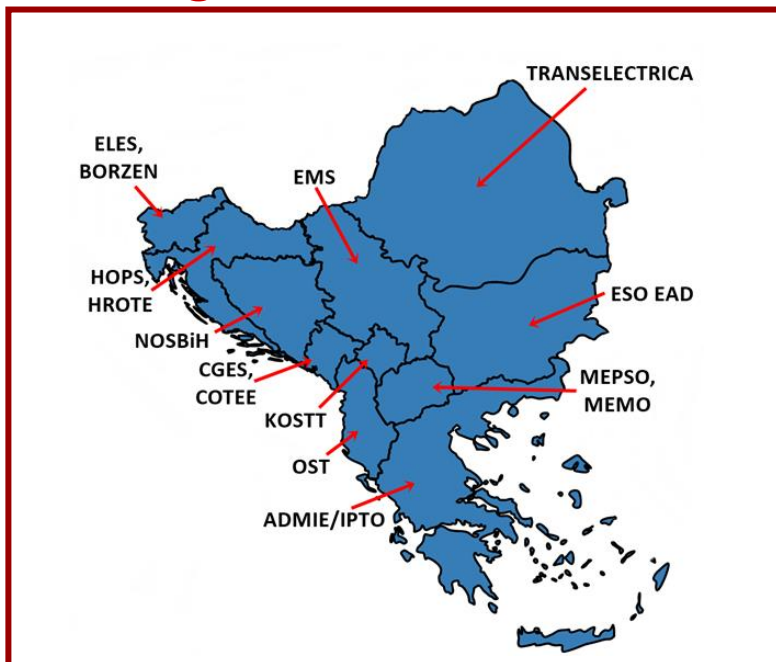 TRANSELECTRICA
ELES,
BORZEN
EMS
HOPS,
HROTE
ESO EAD
NOSBiH
CGES,
COTEE
MEPSO,
MEMO
KOSTT
OST
ADMIE/IPTO